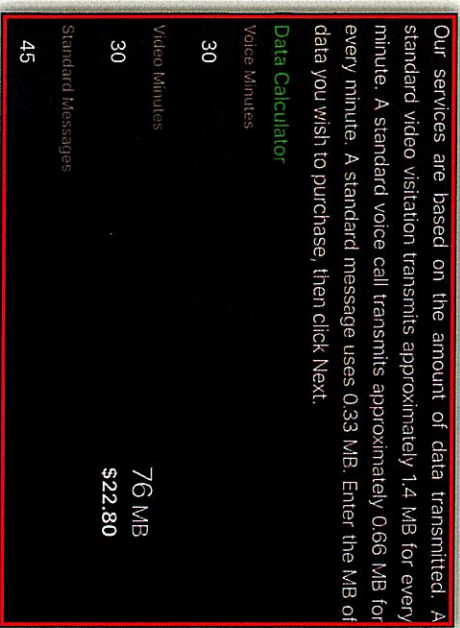 Our services are based on the amount of data transmitted. A
standard video visitation transmits approximately 1.4 MB for every
minute. A standard voice call transmits approximately 0.66 MB for
every minute. A standard message uses 0.33 MB. Enter the MB of
data you wish to purchase, then click Next.
Data Calculator
Voice Minutes
30
Video Minutes
30
76 MB
$22.80
Standard Messages
45